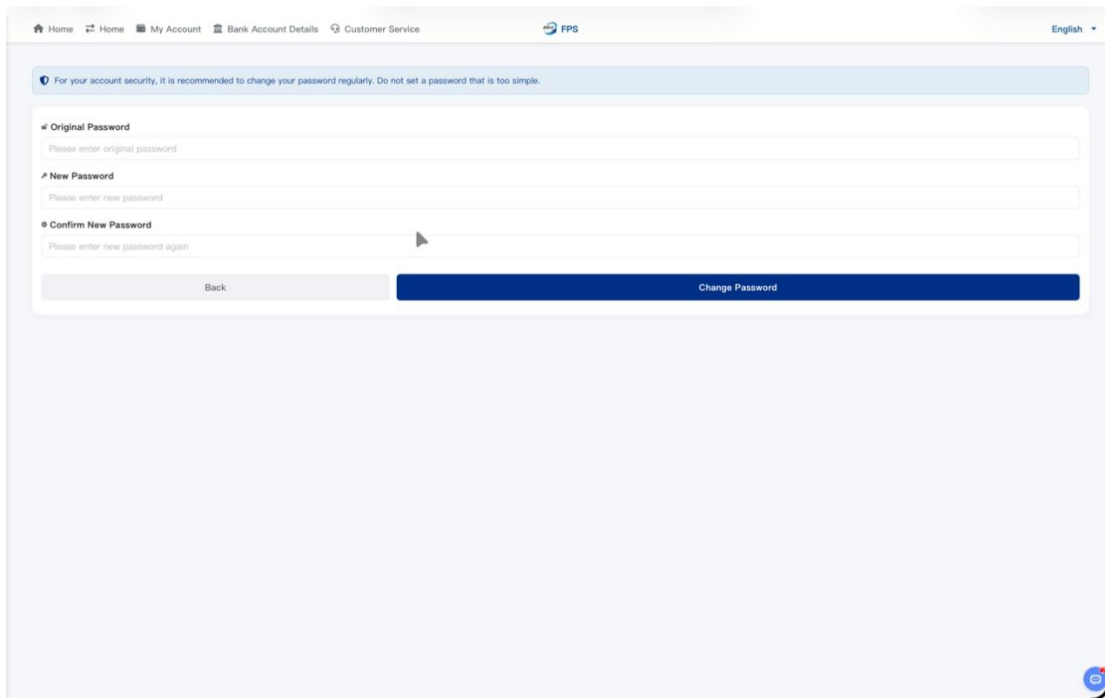 Home Home My Account Bank Account Details Customer Service FPS English
For your account security, it is recommended to change your password regularly. Do not set a password that is too simple.
Original Password
Please enter original password
New Password
Please enter new password
Confirm New Password
Please enter new password again
Back Change Password